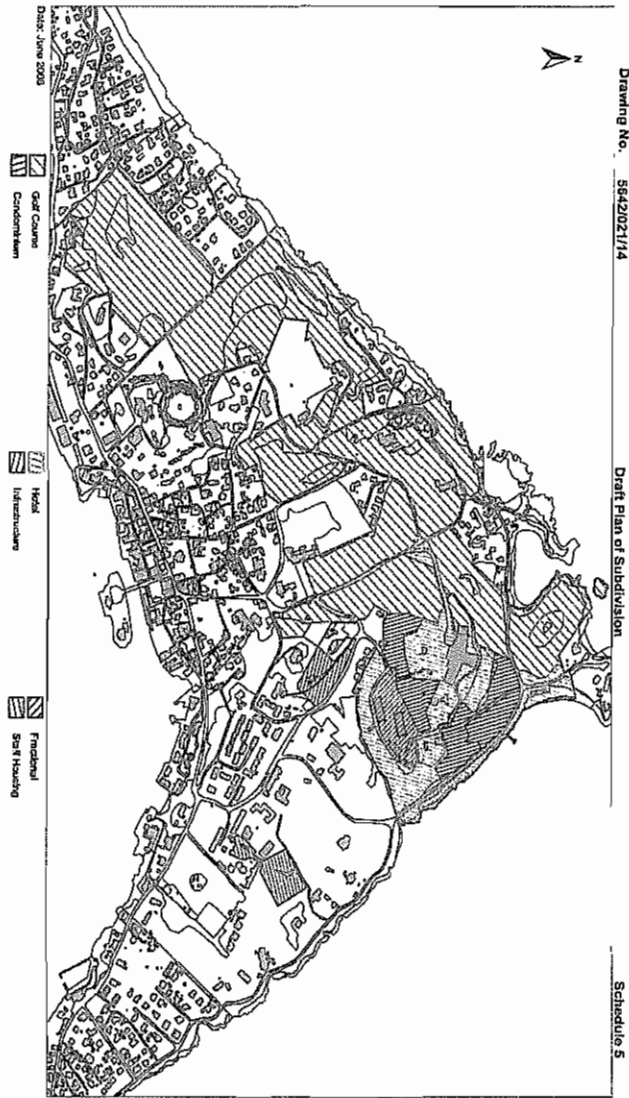 Drawing No. 5642/021/14
Draft Plan of Subdivision
Schedule 5
N
Golf Course
Condominium
Hotel
Infrastructure
Fractional
Staff Housing
Date: June